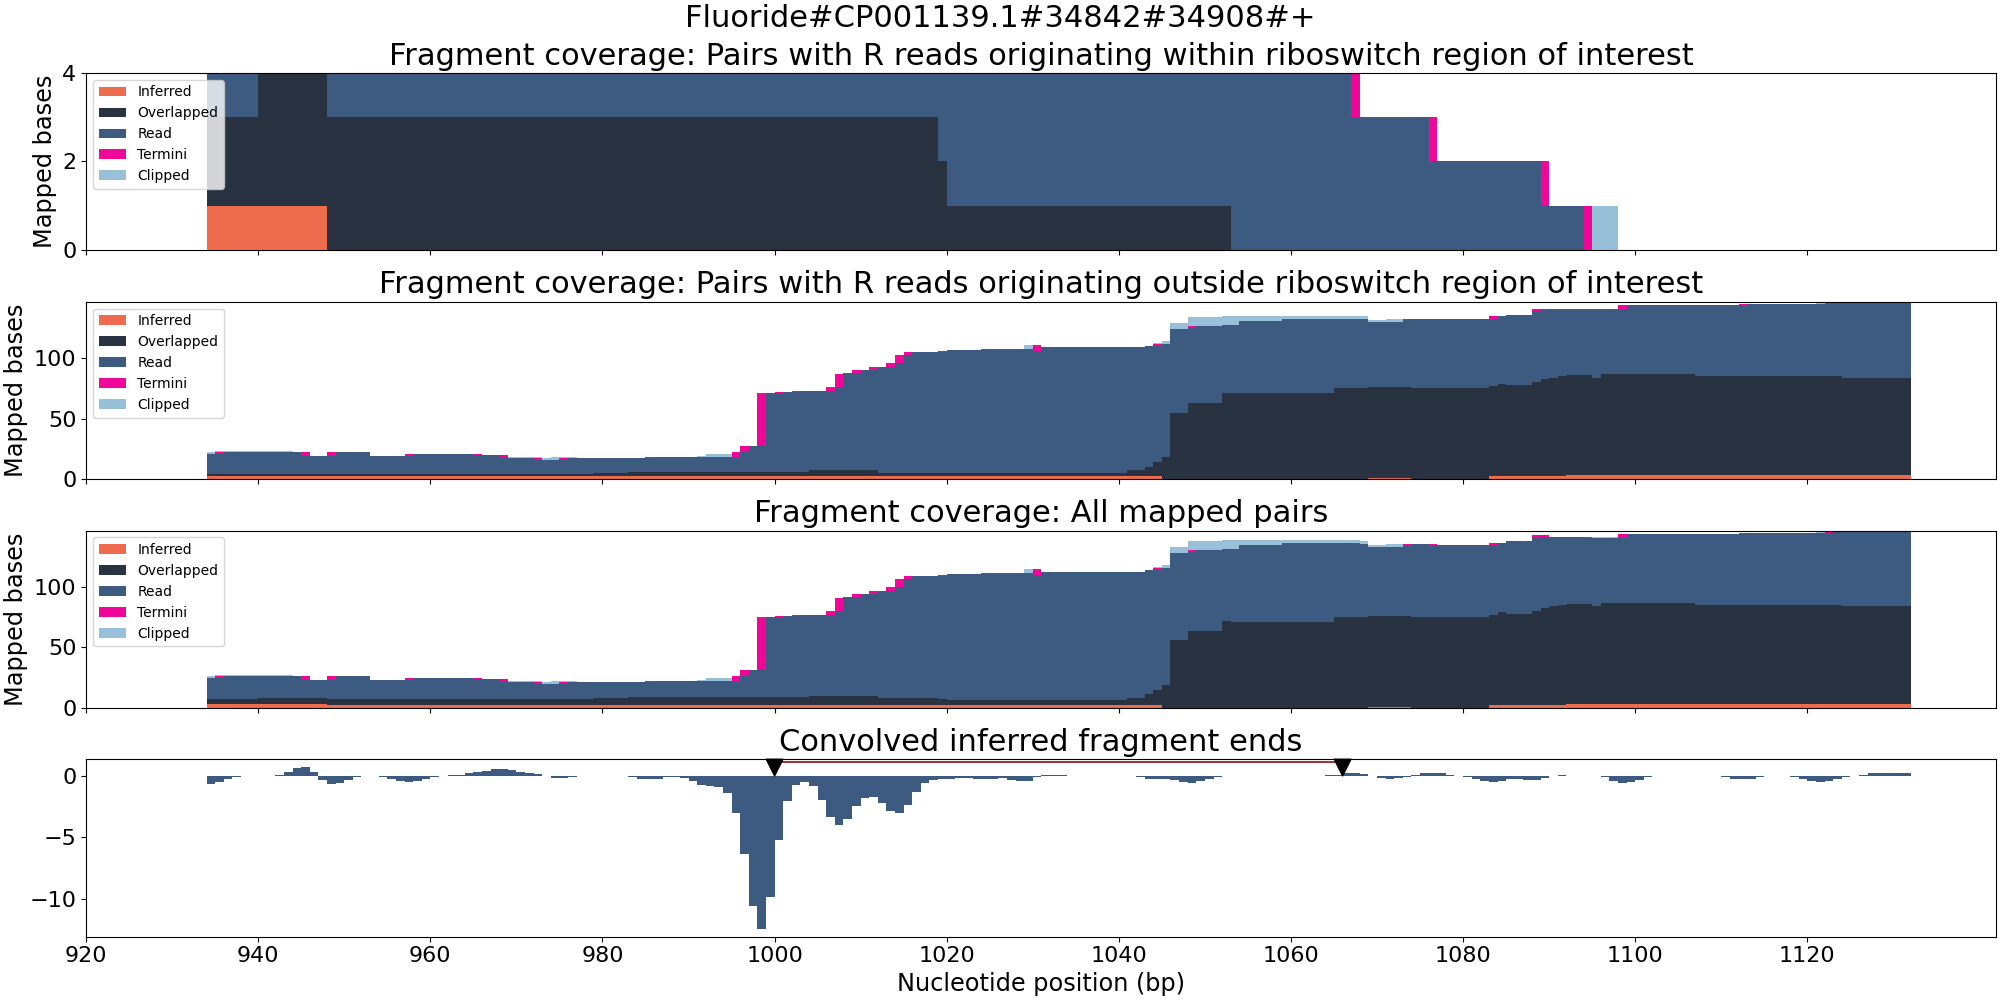 Fluoride#CP001139.1#34842#34908#+
Fragment coverage: Pairs with R reads originating within riboswitch region of interest
Mapped bases
4
2
0
Inferred
Overlapped
Read
Termini
Clipped
Fragment coverage: Pairs with R reads originating outside riboswitch region of interest
Mapped bases
100
50
0
Inferred
Overlapped
Read
Termini
Clipped
Fragment coverage: All mapped pairs
Mapped bases
100
50
0
Inferred
Overlapped
Read
Termini
Clipped
Convolved inferred fragment ends
0
−5
−10
920 940 960 980 1000 1020 1040 1060 1080 1100 1120
Nucleotide position (bp)